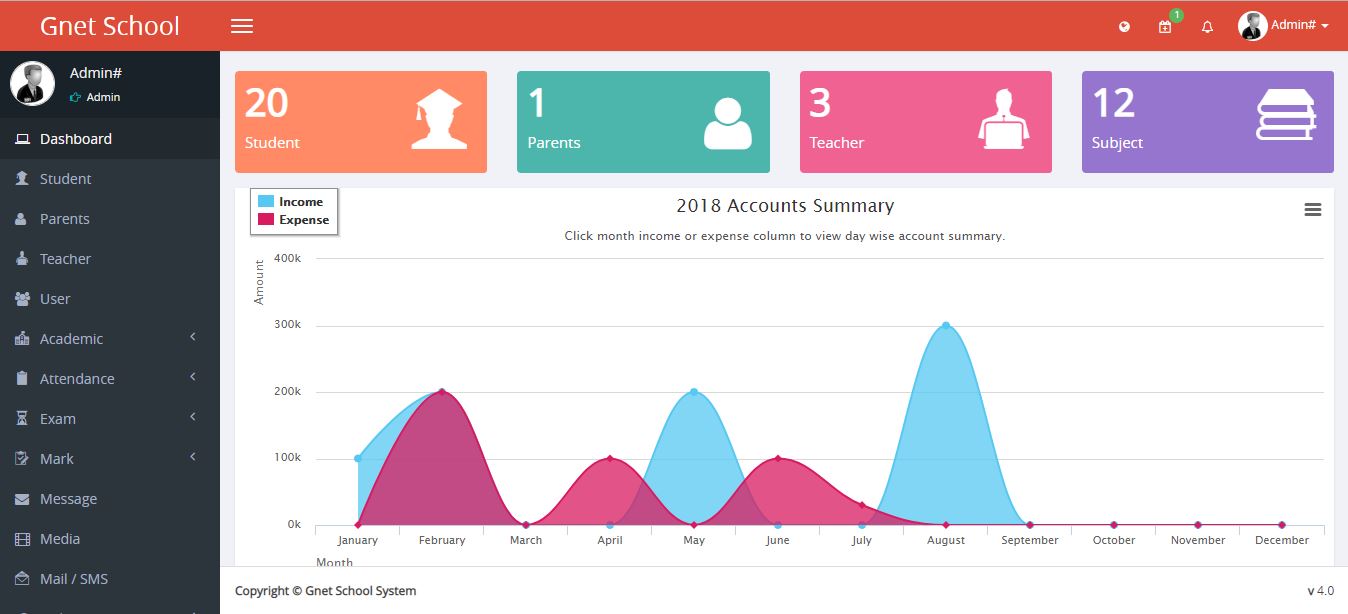 Gnet School
1
Admin#
Admin#
Admin
Dashboard
Student
Parents
Teacher
User
Academic
Attendance
Exam
Mark
Message
Media
Mail / SMS
20
Student
1
Parents
3
Teacher
12
Subject
Income
Expense
2018 Accounts Summary
Click month income or expense column to view day wise account summary.
Amount
400k
300k
200k
100k
0k
January February March April May June July August September October November December
Month
Copyright © Gnet School System
v 4.0